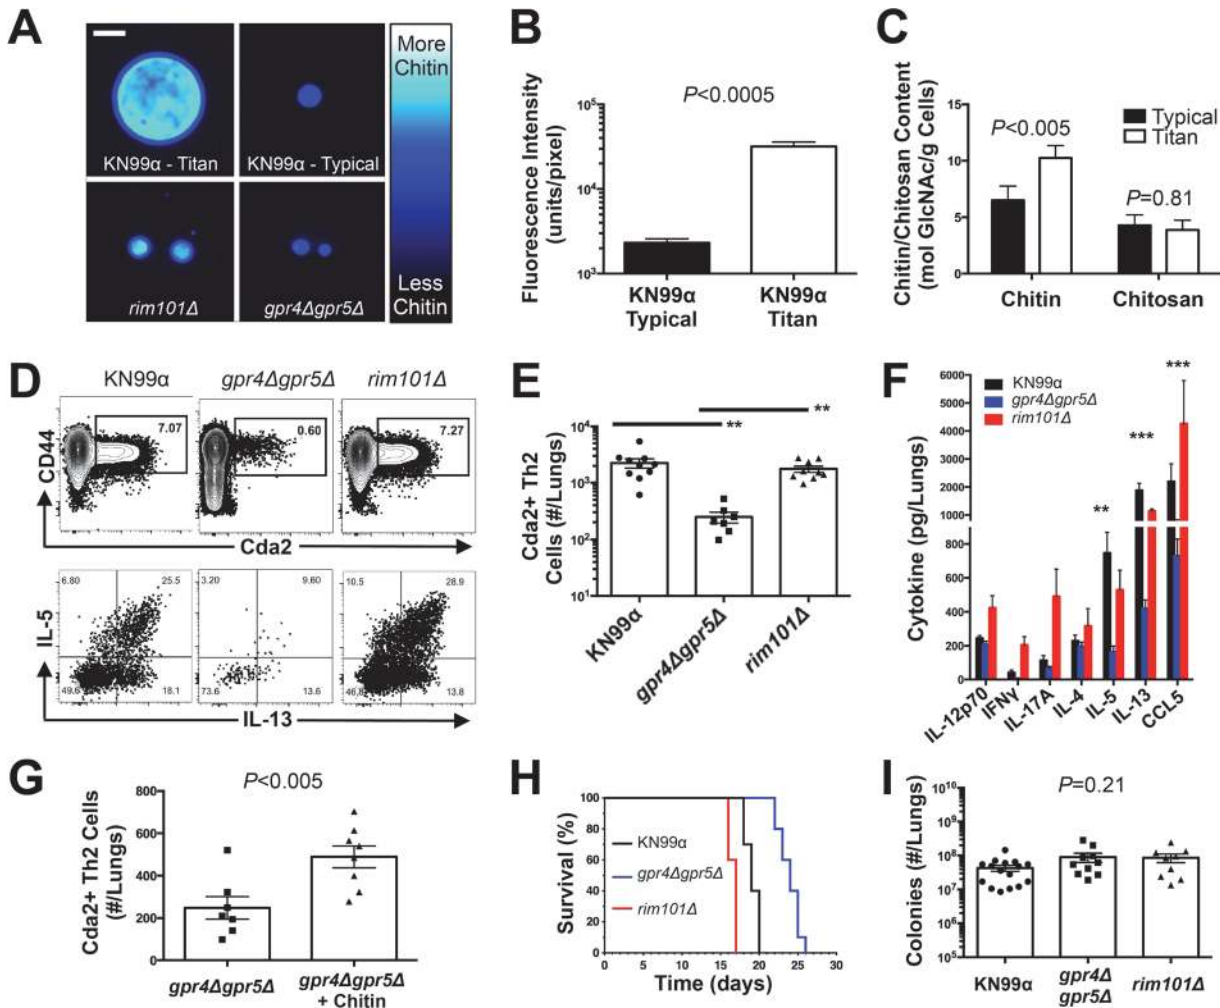 A
More
Chitin
KN99α - Titan
KN99α - Typical
rim101Δ
gpr4Δgpr5Δ
Less
Chitin
B
P<0.0005
Fluorescence Intensity
(units/pixel)
10⁵
10⁴
10³
KN99α
Typical
KN99α
Titan
C
Chitin/Chitosan Content
(mol GlcNAc/g Cells)
15
10
5
0
Typical
Titan
P<0.005
P=0.81
Chitin
Chitosan
D
KN99α
gpr4Δgpr5Δ
rim101Δ
7.07
0.60
7.27
CD44
Cda2
6.80
25.5
3.20
9.60
10.5
28.9
IL-5
49.6
18.1
73.6
13.6
46.8
13.8
IL-13
E
**
**
Cda2+ Th2
Cells (#/Lungs)
10⁴
10³
10²
10¹
KN99α
gpr4Δgpr5Δ
rim101Δ
F
KN99α
gpr4Δgpr5Δ
rim101Δ
**
***
***
Cytokine (pg/Lungs)
6000
5000
4000
3000
2000
1000
800
600
400
200
0
IL-12p70
IFNγ
IL-17A
IL-4
IL-5
IL-13
CCL5
G
P<0.005
Cda2+ Th2 Cells
(#/Lungs)
800
600
400
200
0
gpr4Δgpr5Δ
gpr4Δgpr5Δ
+ Chitin
H
Survival (%)
100
80
60
40
20
0
KN99α
gpr4Δgpr5Δ
rim101Δ
0
10
20
30
Time (days)
I
P=0.21
Colonies (#/Lungs)
10¹⁰
10⁹
10⁸
10⁷
10⁶
10⁵
KN99α
gpr4Δ
gpr5Δ
rim101Δ